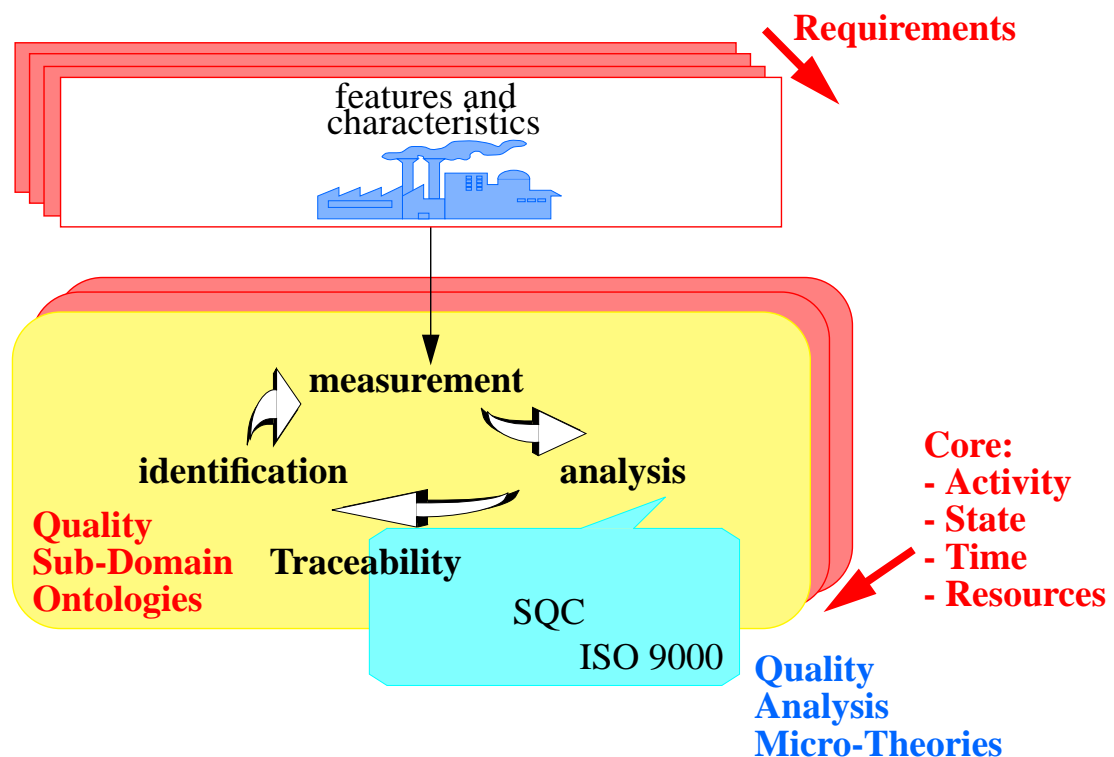 Requirements
features and
characteristics
measurement
identification
analysis
Quality
Sub-Domain
Ontologies
Traceability
Core:
- Activity
- State
- Time
- Resources
SQC
ISO 9000
Quality
Analysis
Micro-Theories